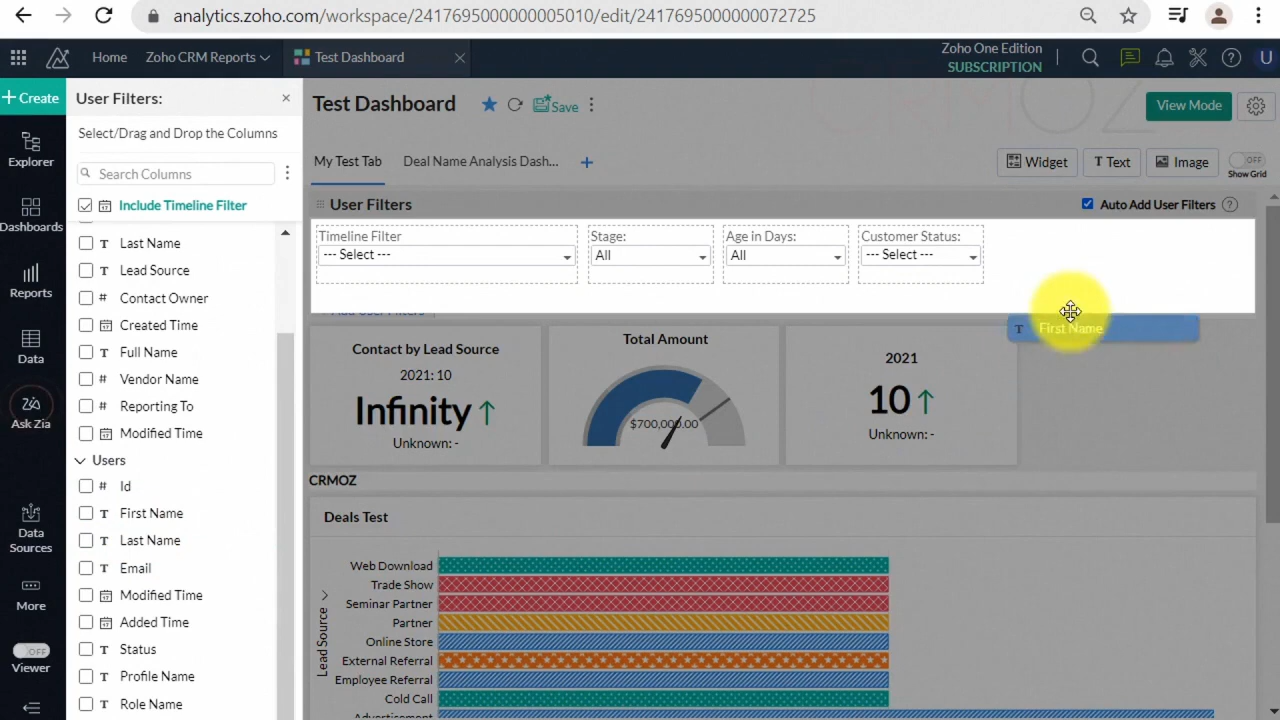 analytics.zoho.com/workspace/2417695000000005010/edit/2417695000000072725
Home
Zoho CRM Reports
Test Dashboard
Zoho One Edition
SUBSCRIPTION
U
+ Create
Explorer
Dashboards
Reports
Data
Ask Zia
Data
Sources
More
OFF
Viewer
User Filters:
Select/Drag and Drop the Columns
Search Columns
Include Timeline Filter
T Last Name
T Lead Source
# Contact Owner
Created Time
T Full Name
# Vendor Name
# Reporting To
Modified Time
Users
# Id
T First Name
T Last Name
T Email
Modified Time
Added Time
T Status
T Profile Name
T Role Name
Test Dashboard
Save
View Mode
My Test Tab
Deal Name Analysis Dash...
+
Widget
T Text
Image
OFF
Show Grid
User Filters
Auto Add User Filters ?
Timeline Filter
--- Select ---
Stage:
All
Age in Days:
All
Customer Status:
--- Select ---
Add User Filters
T First Name
Contact by Lead Source
2021: 10
Infinity ↑
Unknown: -
Total Amount
$700,000.00
2021
10 ↑
Unknown: -
CRMOZ
Deals Test
Lead Source
Web Download
Trade Show
Seminar Partner
Partner
Online Store
External Referral
Employee Referral
Cold Call
Advertisement